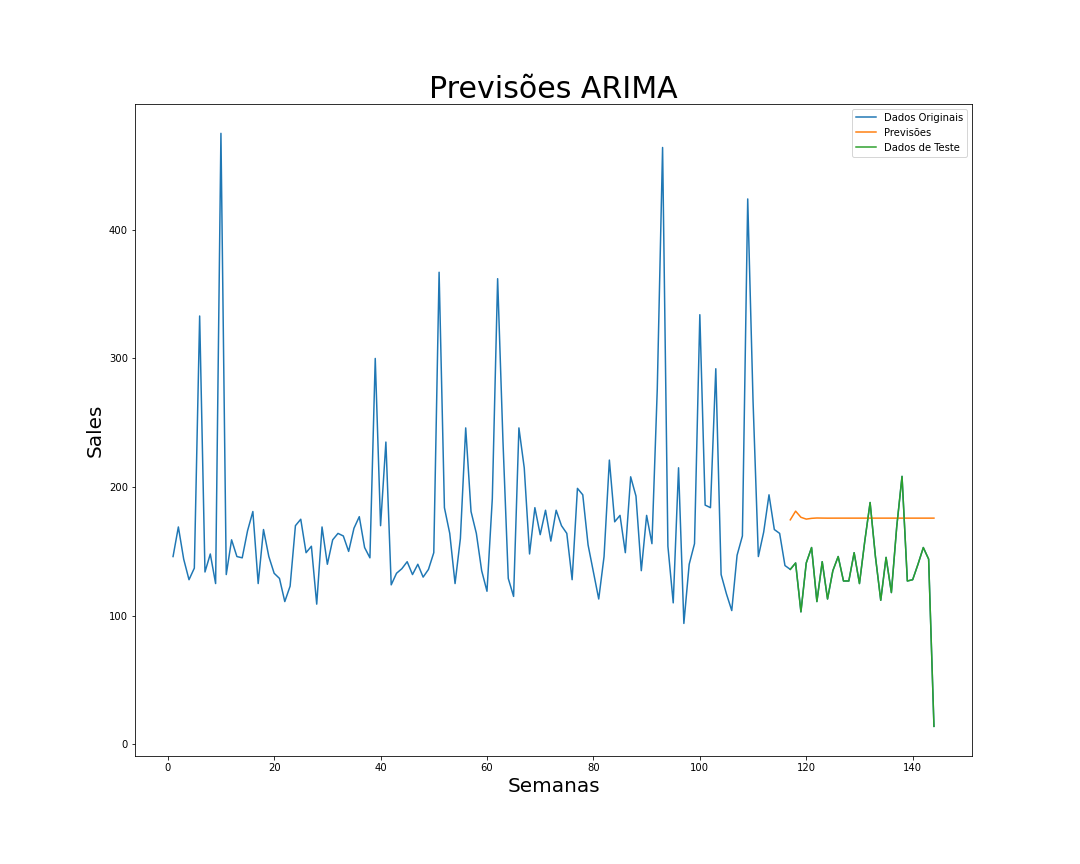 Previsões ARIMA
Dados Originais
Previsões
Dados de Teste
Sales
400
300
200
100
0
0 20 40 60 80 100 120 140
Semanas